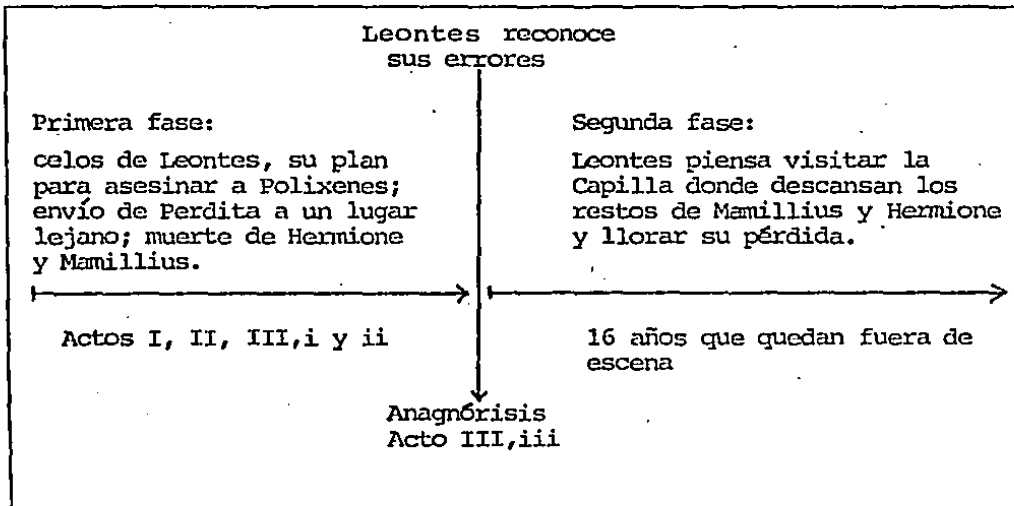 Leontes reconoce
sus errores
Primera fase:
celos de Leontes, su plan
para asesinar a Polixenes;
envío de Perdita a un lugar
lejano; muerte de Hermione
y Mamillius.
Actos I, II, III,i y ii
Segunda fase:
Leontes piensa visitar la
Capilla donde descansan los
restos de Mamillius y Hermione
y llorar su pérdida.
16 años que quedan fuera de
escena
Anagnórisis
Acto III,iii